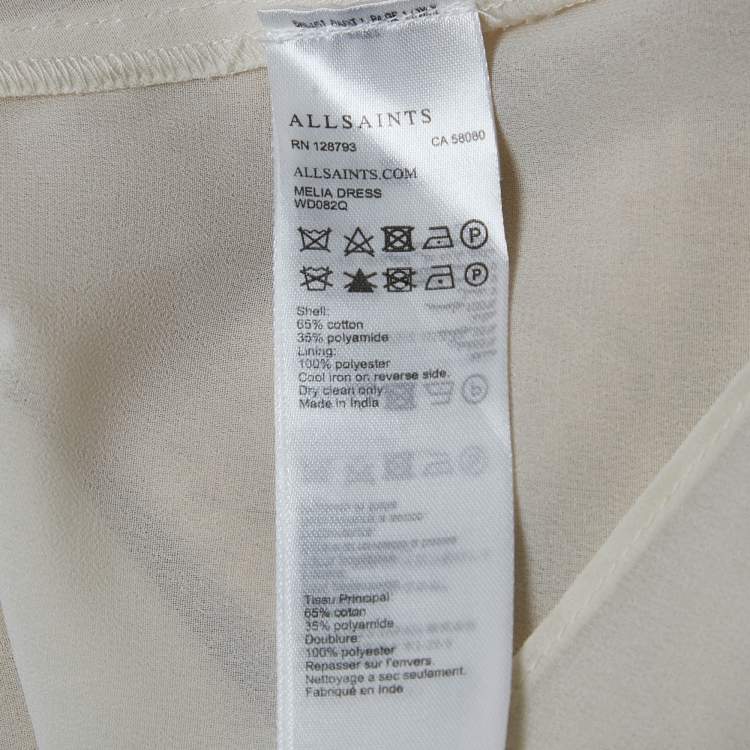 ALLSAINTS
RN 128793 CA 58080
ALLSAINTS.COM
MELIA DRESS
WD082Q
P
P
Shell:
65% cotton
35% polyamide
Lining:
100% polyester
Cool iron on reverse side.
Dry clean only
Made in India
Tissu Principal
65% coton
35% polyamide
Doublure:
100% polyester
Repasser sur l'envers.
Nettoyage a sec seulement.
Fabriqué en Inde